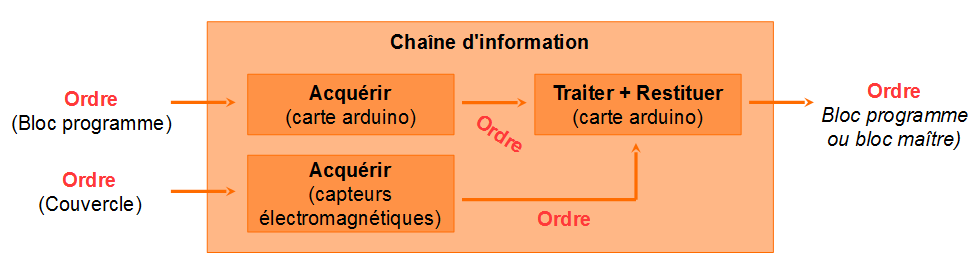 Chaîne d'information
Ordre
(Bloc programme)
Acquérir
(carte arduino)
Ordre
Traiter + Restituer
(carte arduino)
Ordre
Bloc programme
ou bloc maître)
Ordre
(Couvercle)
Acquérir
(capteurs
électromagnétiques)
Ordre